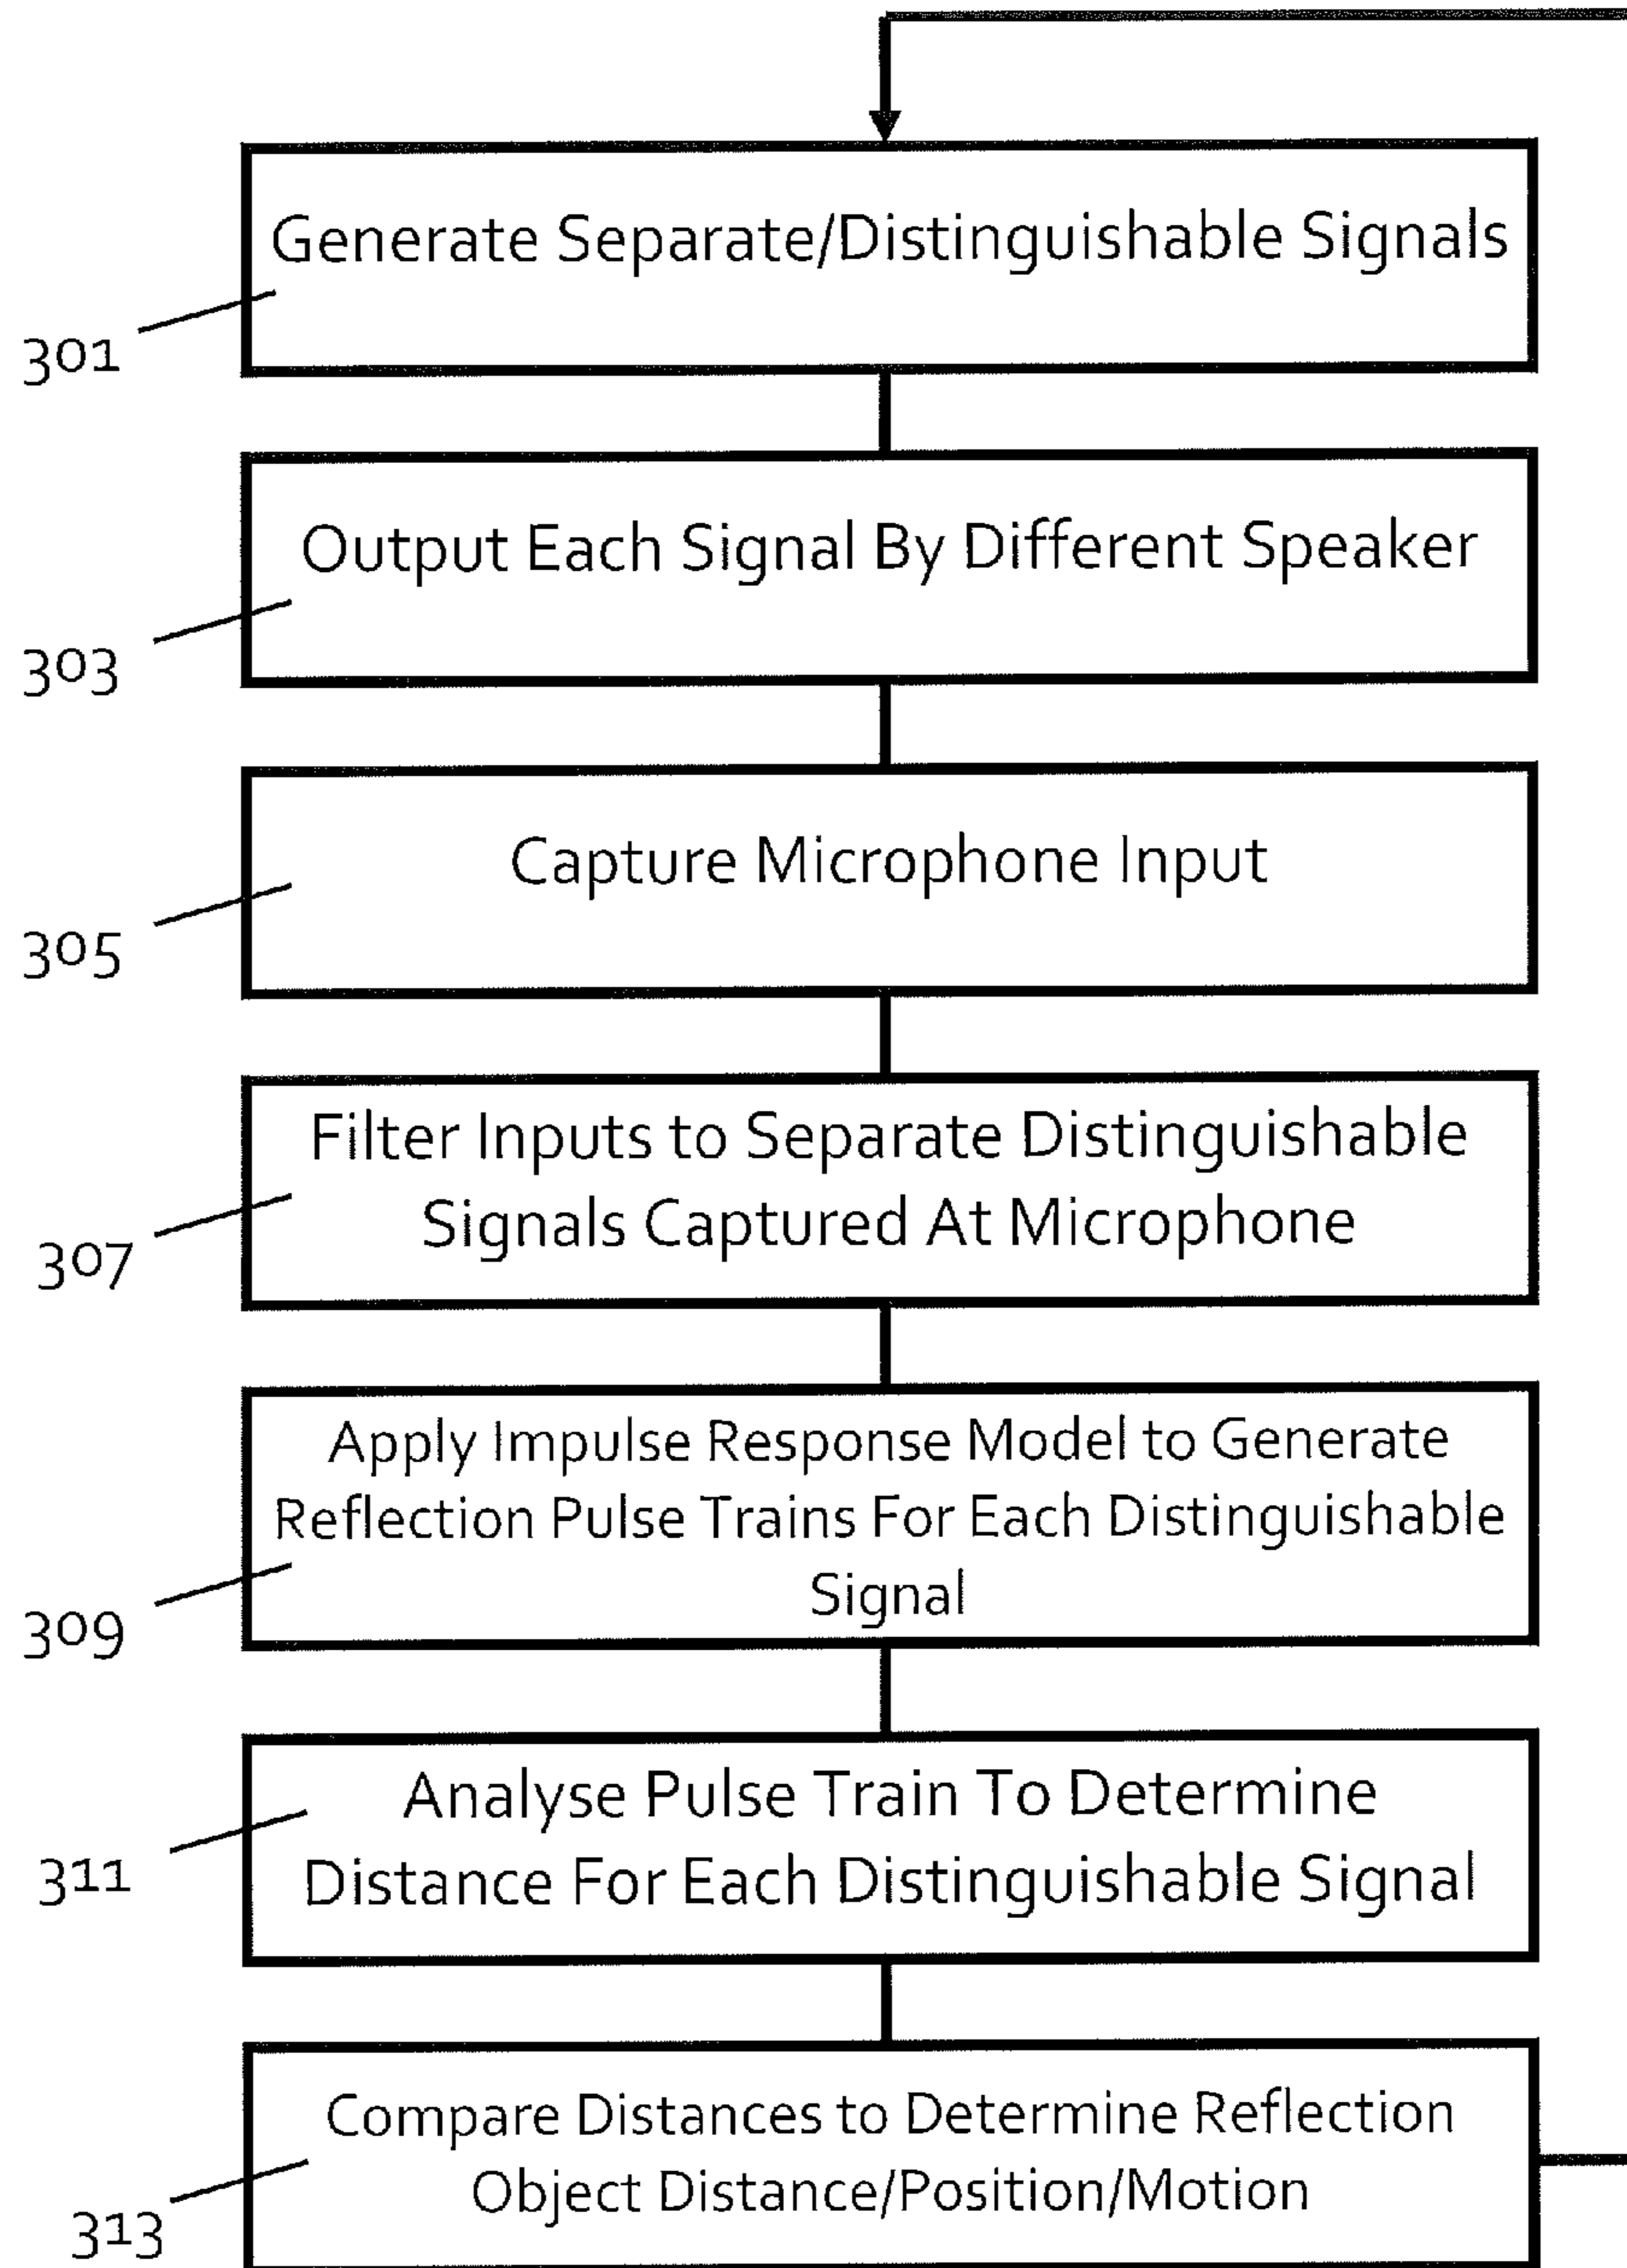 Generate Separate/Distinguishable Signals
301
Output Each Signal By Different Speaker
303
Capture Microphone Input
305
Filter Inputs to Separate Distinguishable
Signals Captured At Microphone
307
Apply Impulse Response Model to Generate
Reflection Pulse Trains For Each Distinguishable
Signal
309
Analyse Pulse Train To Determine
Distance For Each Distinguishable Signal
311
Compare Distances to Determine Reflection
Object Distance/Position/Motion
313